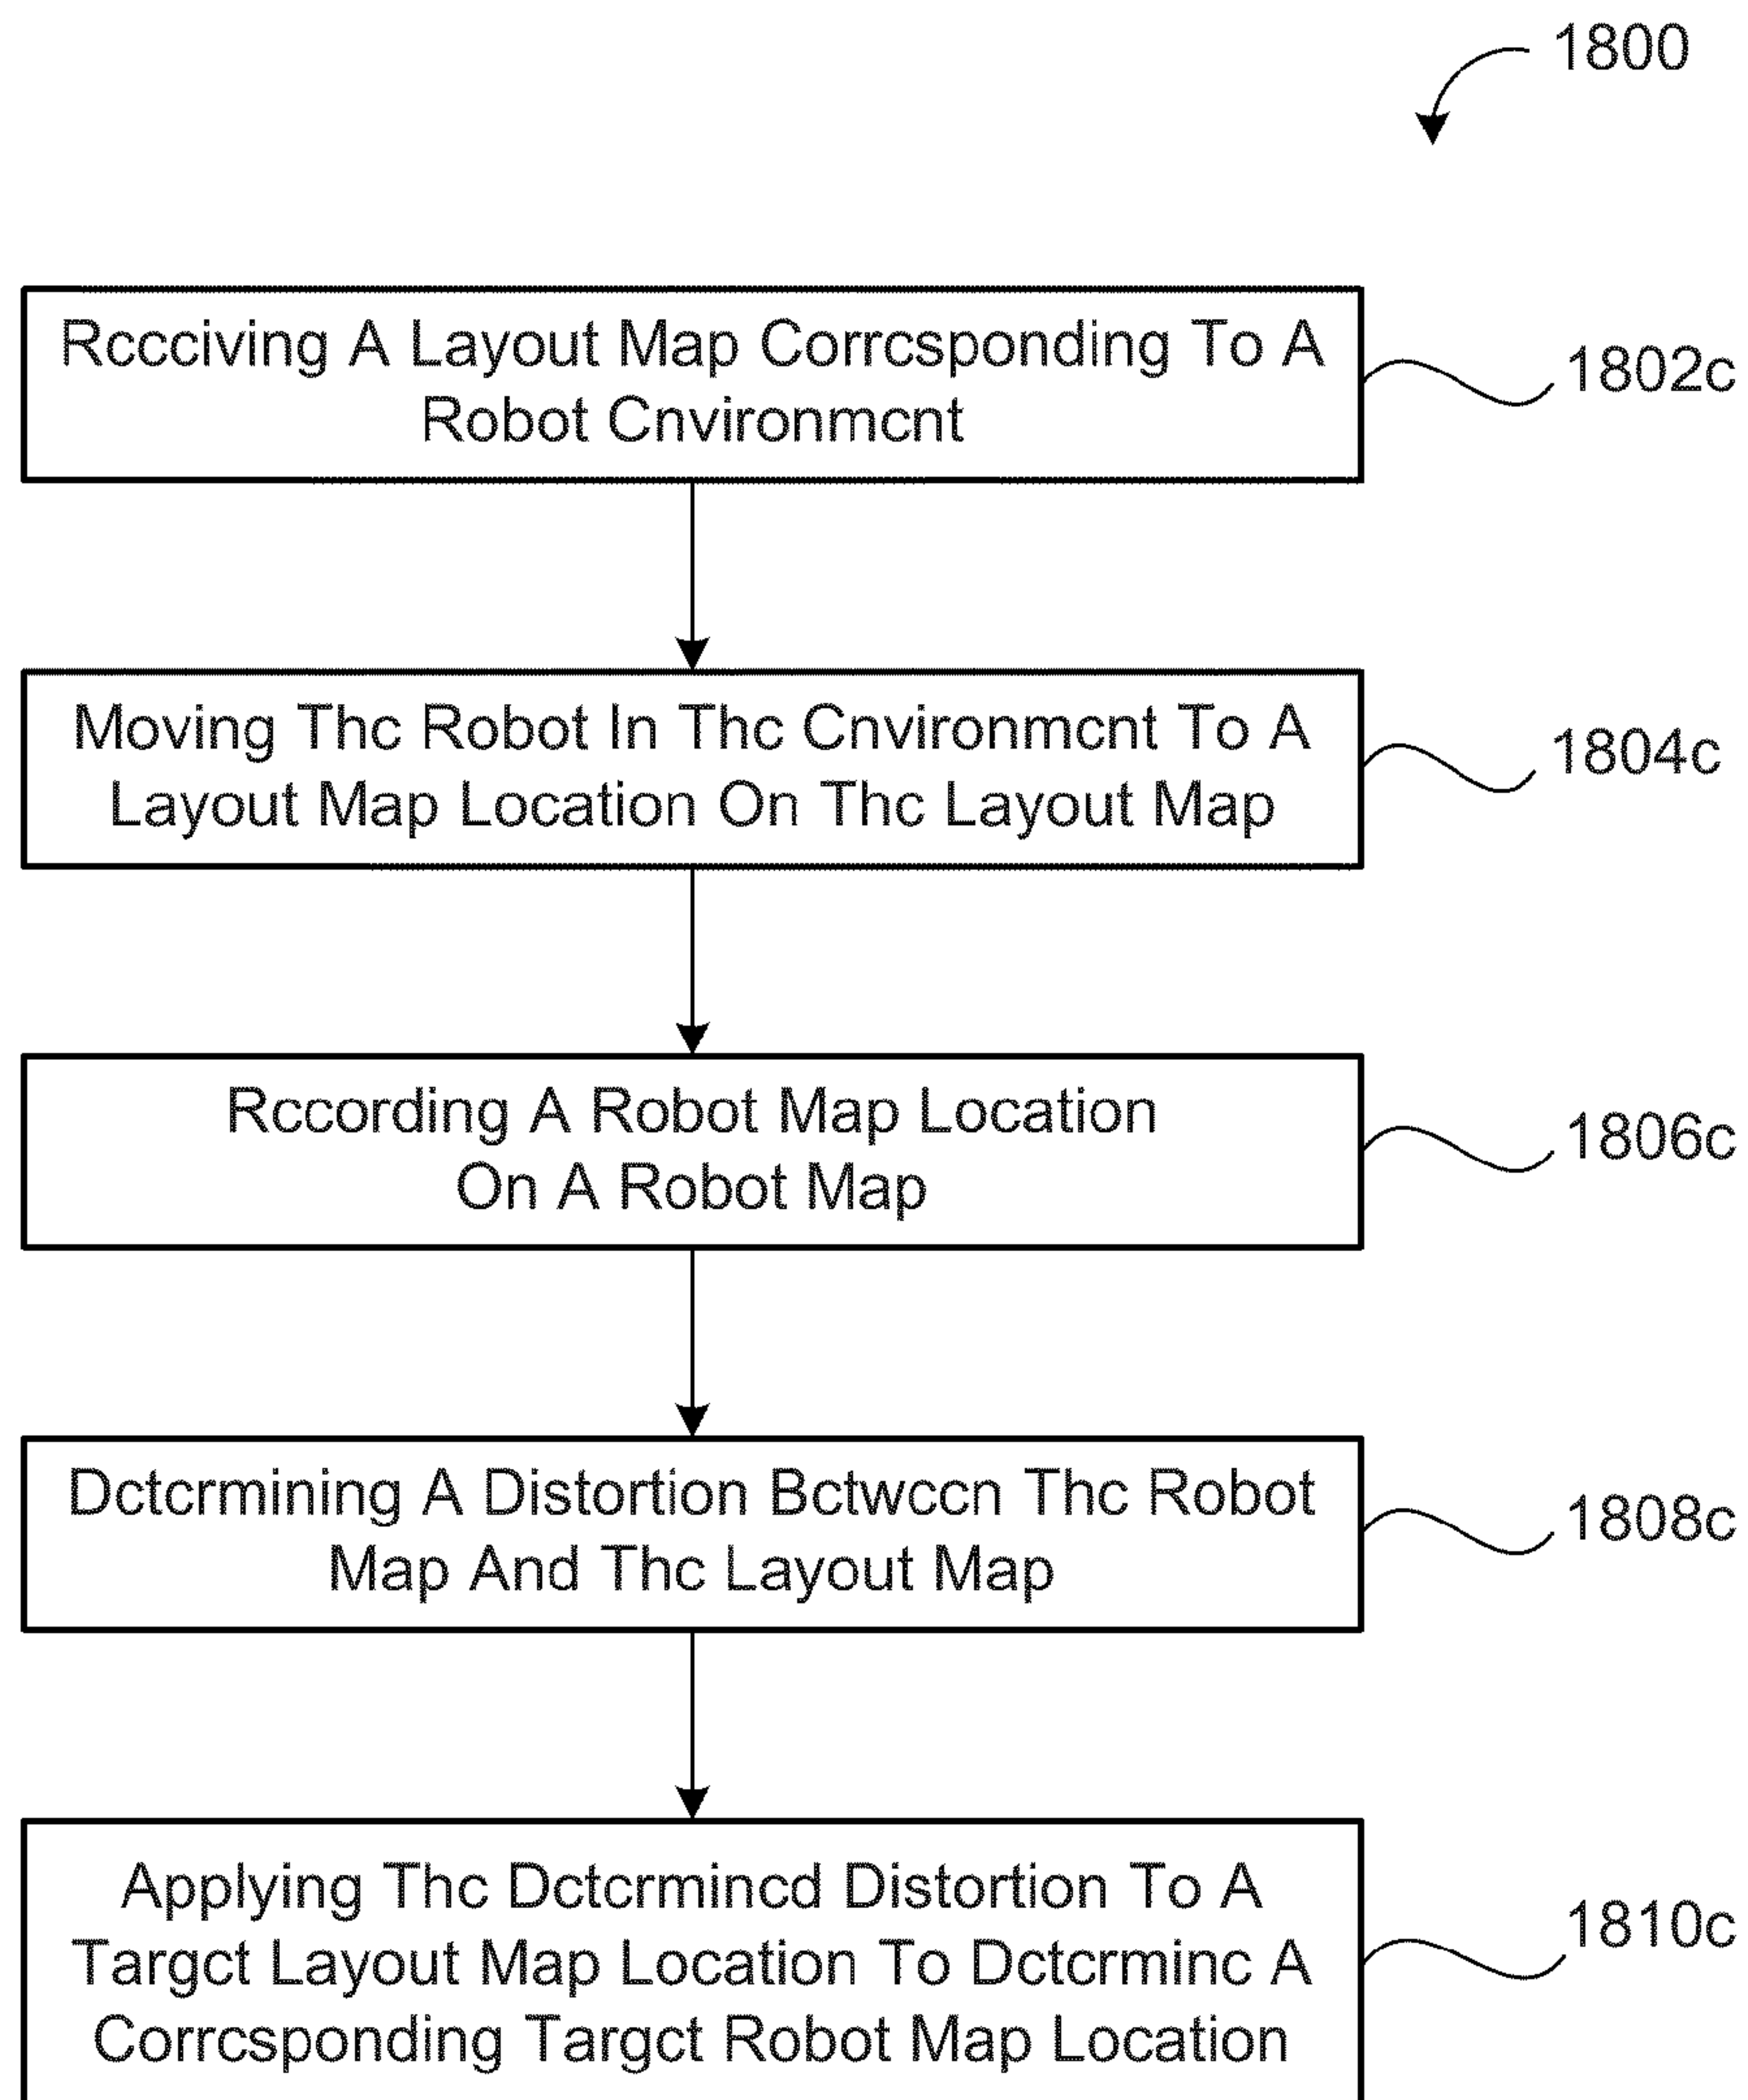 1800
Rccciving A Layout Map Corrcsponding To A
Robot Cnvironmcnt
1802c
Moving Thc Robot In Thc Cnvironmcnt To A
Layout Map Location On Thc Layout Map
1804c
Rccording A Robot Map Location
On A Robot Map
1806c
Dctcrmining A Distortion Bctwccn Thc Robot
Map And Thc Layout Map
1808c
Applying Thc Dctcrmincd Distortion To A
Targct Layout Map Location To Dctcrminc A
Corrcsponding Targct Robot Map Location
1810c